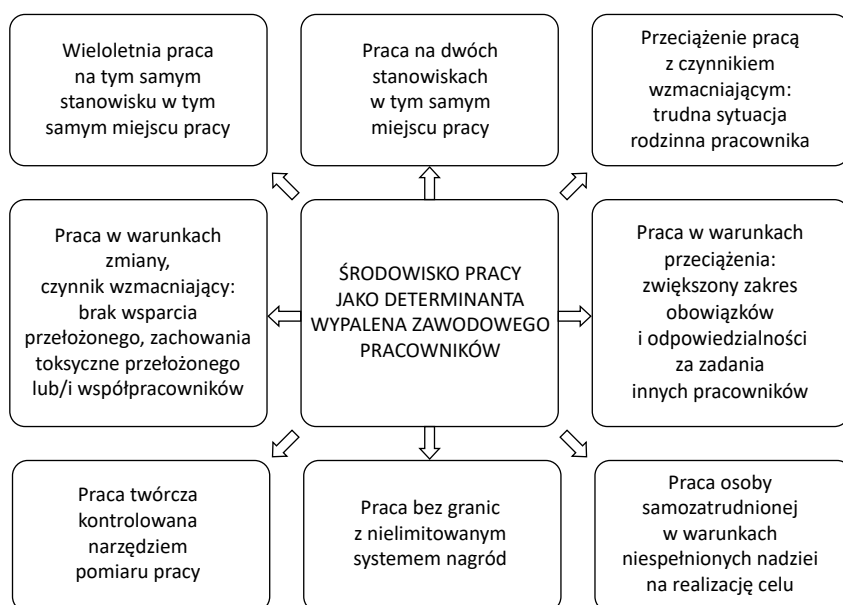 Wieloletnia praca
na tym samym
stanowisku w tym
samym miejscu pracy
Praca na dwóch
stanowiskach
w tym samym
miejscu pracy
Przeciążenie pracą
z czynnikiem
wzmacniającym:
trudna sytuacja
rodzinna pracownika
Praca w warunkach
zmiany,
czynnik wzmacniający:
brak wsparcia
przełożonego, zachowania
toksyczne przełożonego
lub/i współpracowników
ŚRODOWISKO PRACY
JAKO DETERMINANTA
WYPALENA ZAWODOWEGO
PRACOWNIKÓW
Praca w warunkach
przeciążenia:
zwiększony zakres
obowiązków
i odpowiedzialności
za zadania
innych pracowników
Praca twórcza
kontrolowana
narzędziem
pomiaru pracy
Praca bez granic
z nielimitowanym
systemem nagród
Praca osoby
samozatrudnionej
w warunkach
niespełnionych nadziei
na realizację celu